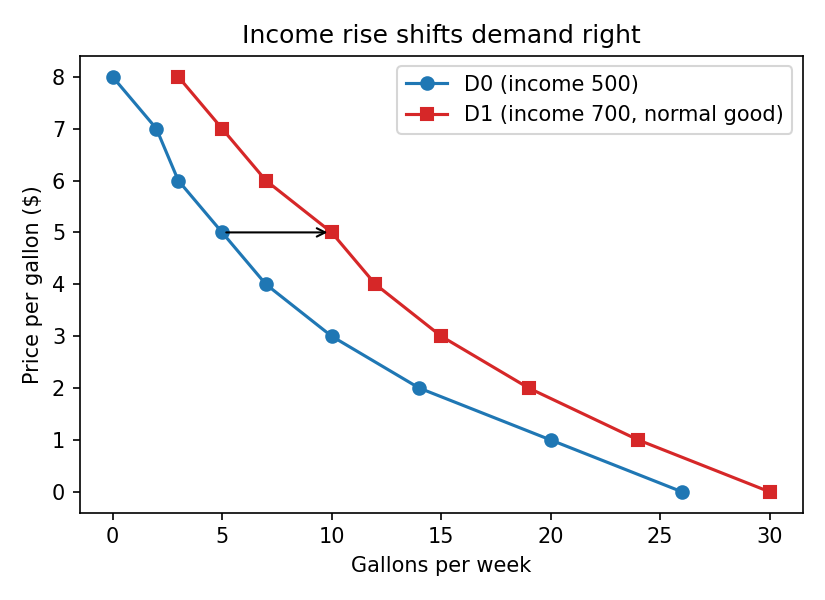 Income rise shifts demand right
D0 (income 500)
D1 (income 700, normal good)
Price per gallon ($)
8
7
6
5
4
3
2
1
0
0 5 10 15 20 25 30
Gallons per week